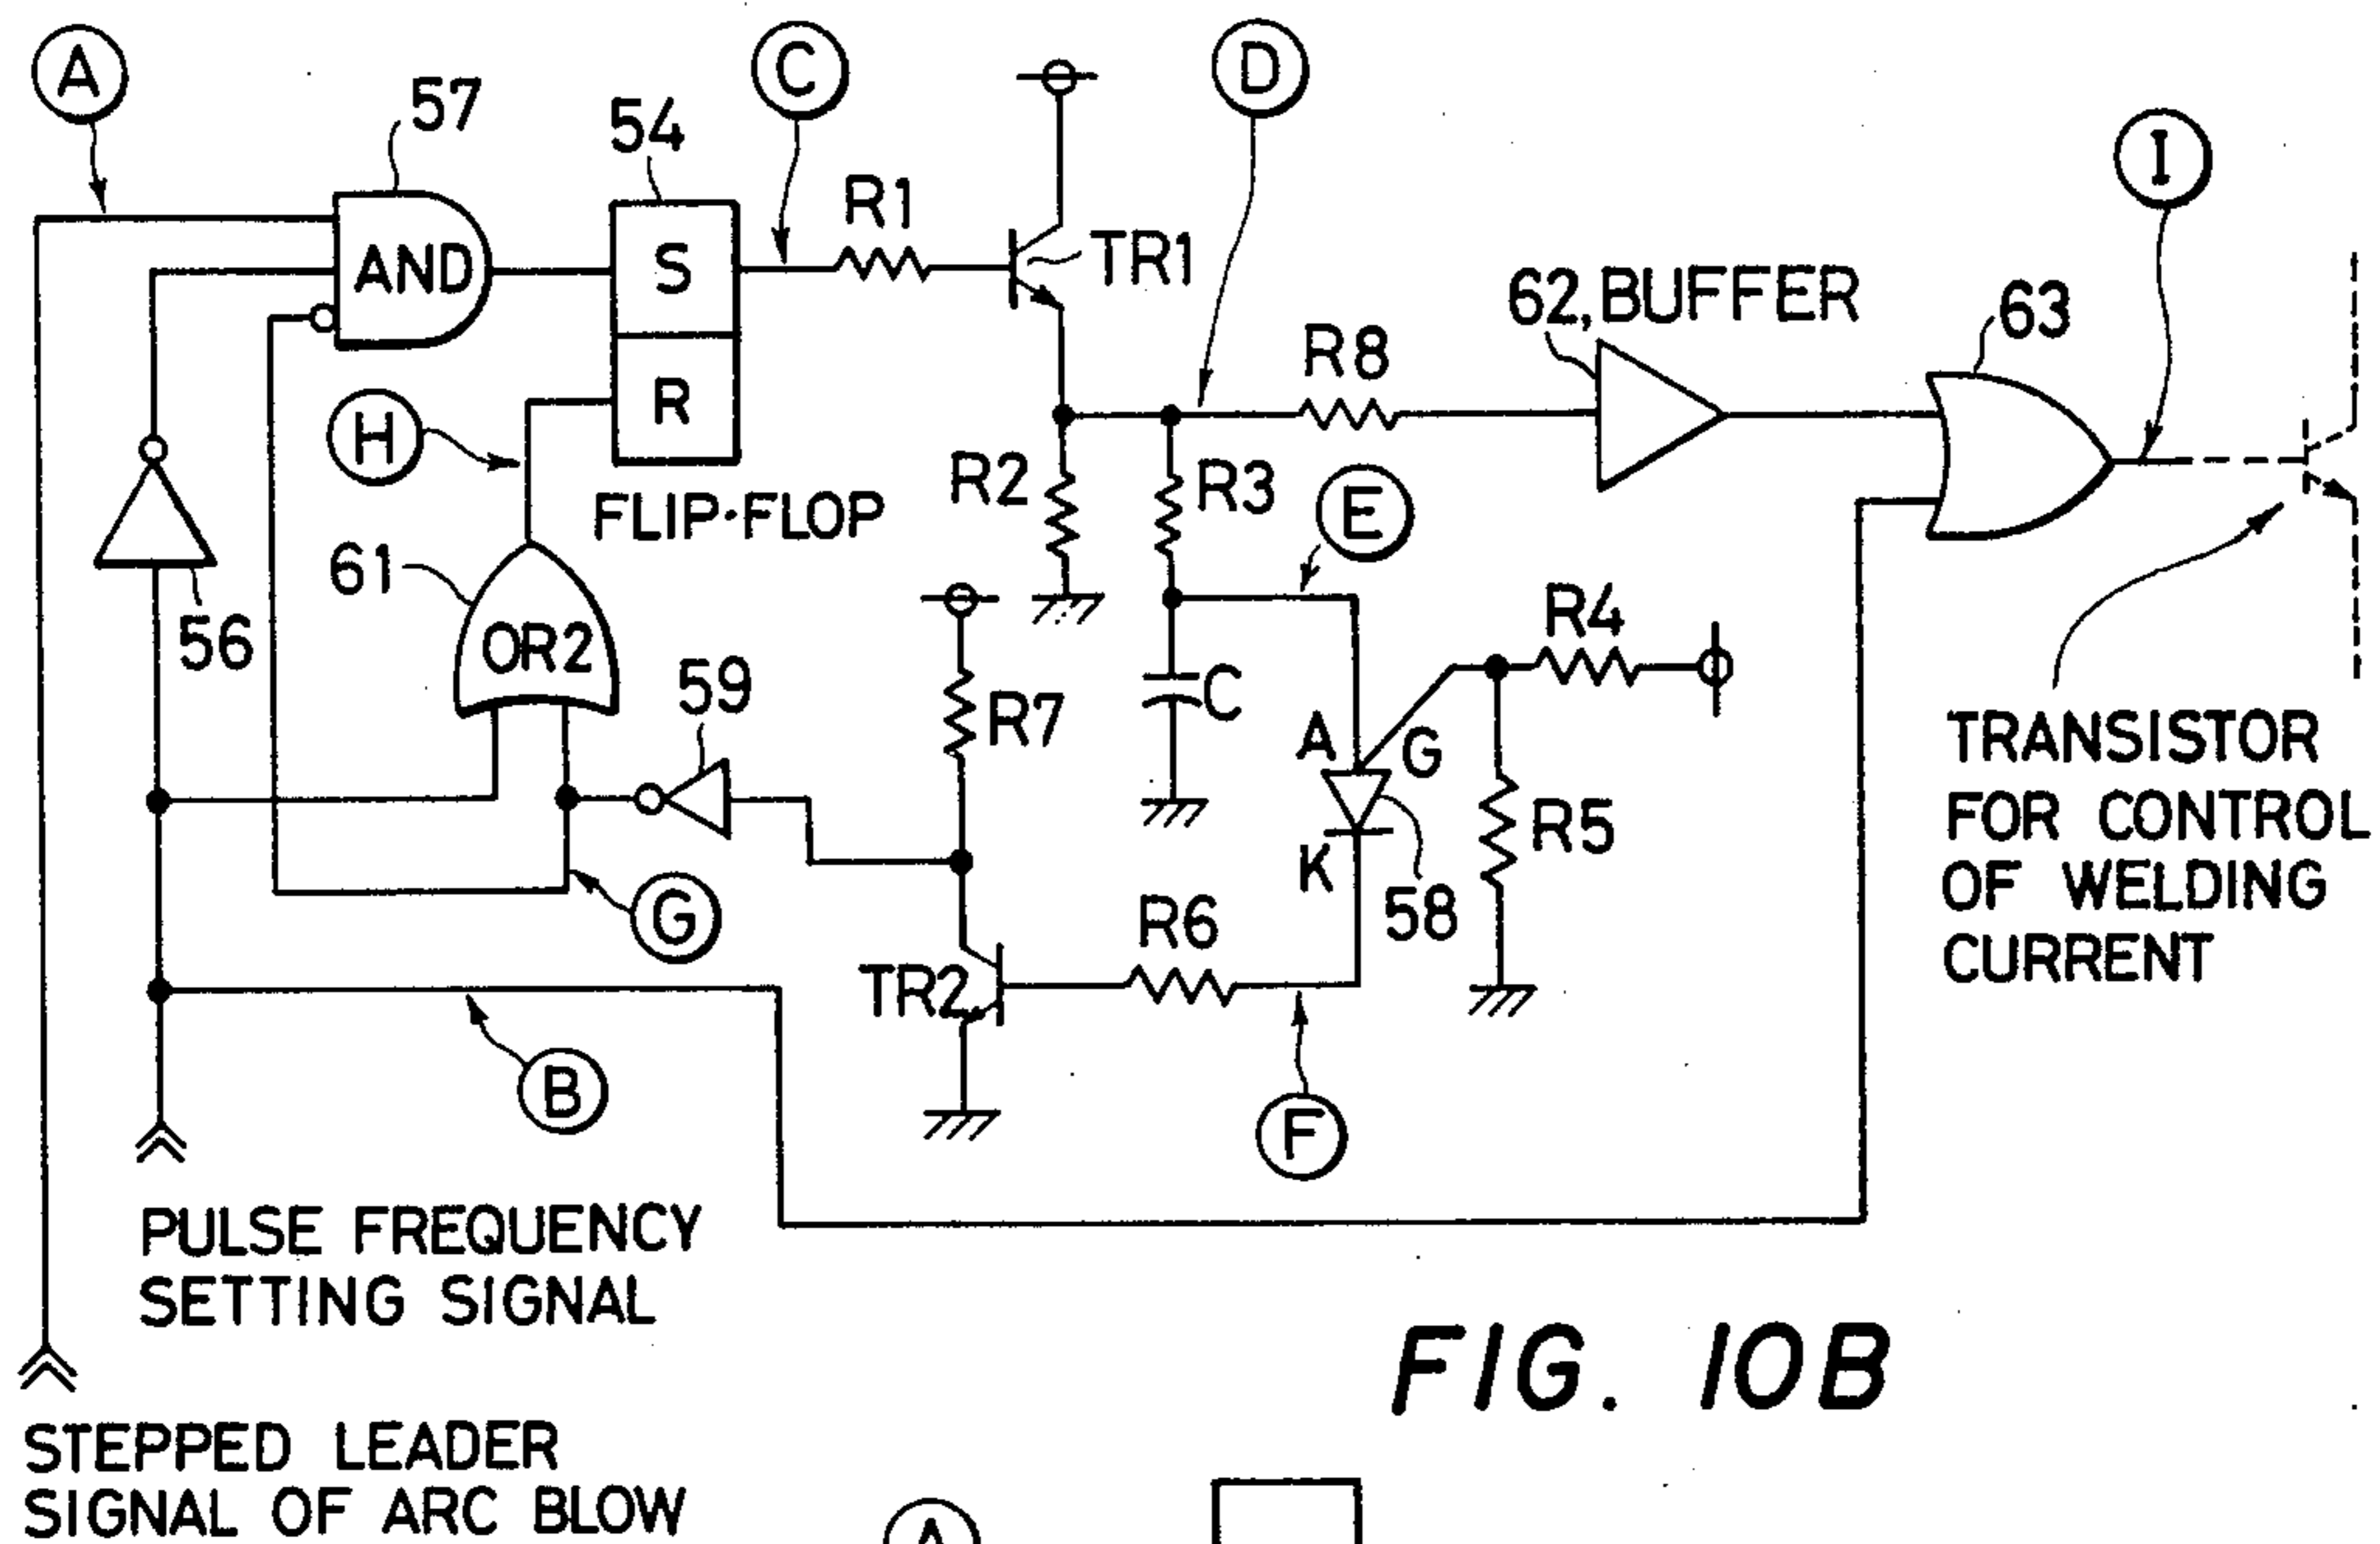 A
57
54
C
D
I
R1
TR1
AND
S
R
62, BUFFER
63
R8
H
R2
R3
E
FLIP·FLOP
61
OR2
56
59
R7
C
R4
A
G
K
58
R5
TRANSISTOR
FOR CONTROL
OF WELDING
CURRENT
G
R6
TR2
B
F
PULSE FREQUENCY
SETTING SIGNAL
FIG. 10B
STEPPED LEADER
SIGNAL OF ARC BLOW
A